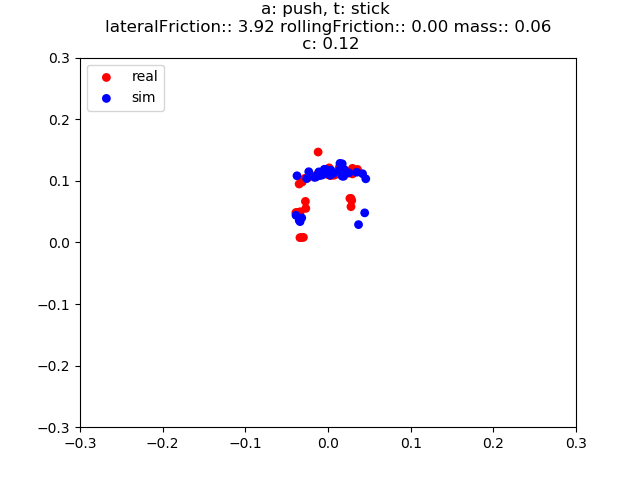 a: push, t: stick
lateralFriction:: 3.92 rollingFriction:: 0.00 mass:: 0.06
c: 0.12
real
sim
0.3
0.2
0.1
0.0
−0.1
−0.2
−0.3
−0.3 −0.2 −0.1 0.0 0.1 0.2 0.3